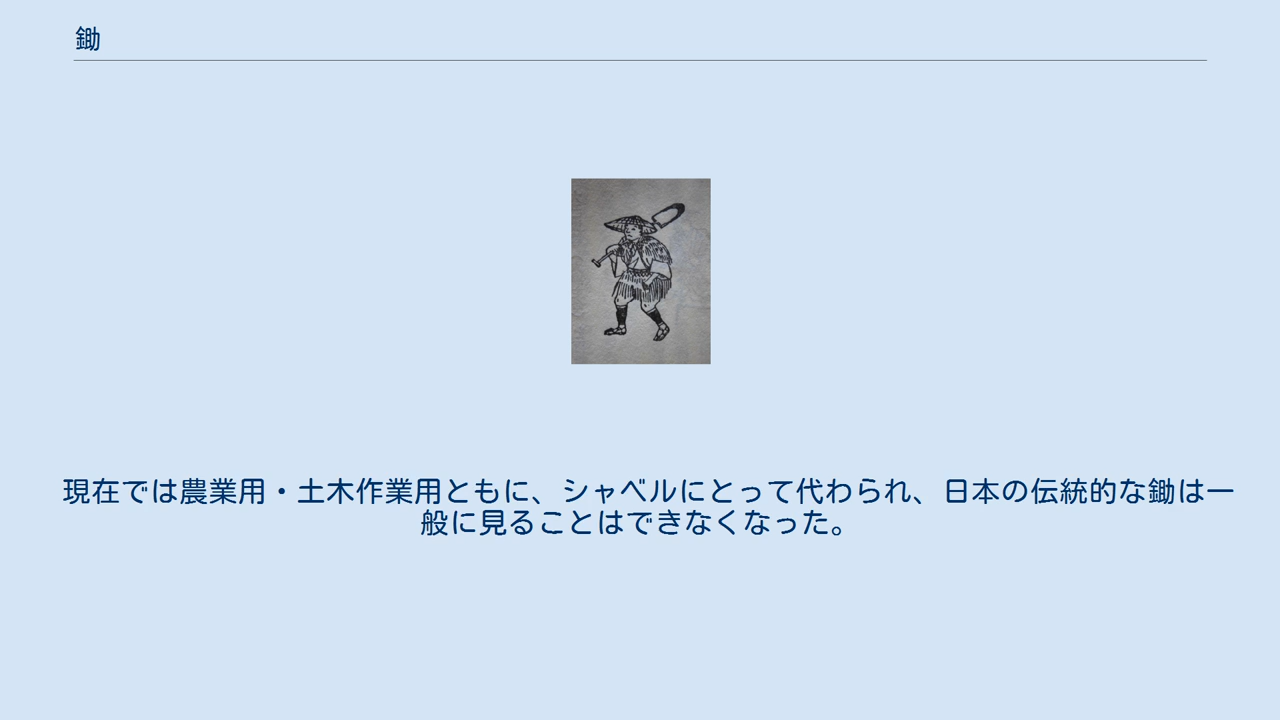 鋤
現在では農業用・土木作業用ともに、シャベルにとって代わられ、日本の伝統的な鋤は一
般に見ることはできなくなった。